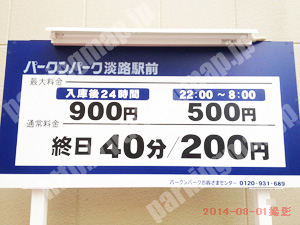 パークンパーク淡路駅前
最大料金
入庫後24時間 22:00～8:00
900円 500円
通常料金
終日 40分/200円
パークンパークお客さまセンター 0120-931-689
2014-08-01撮影
parkingmap.jp